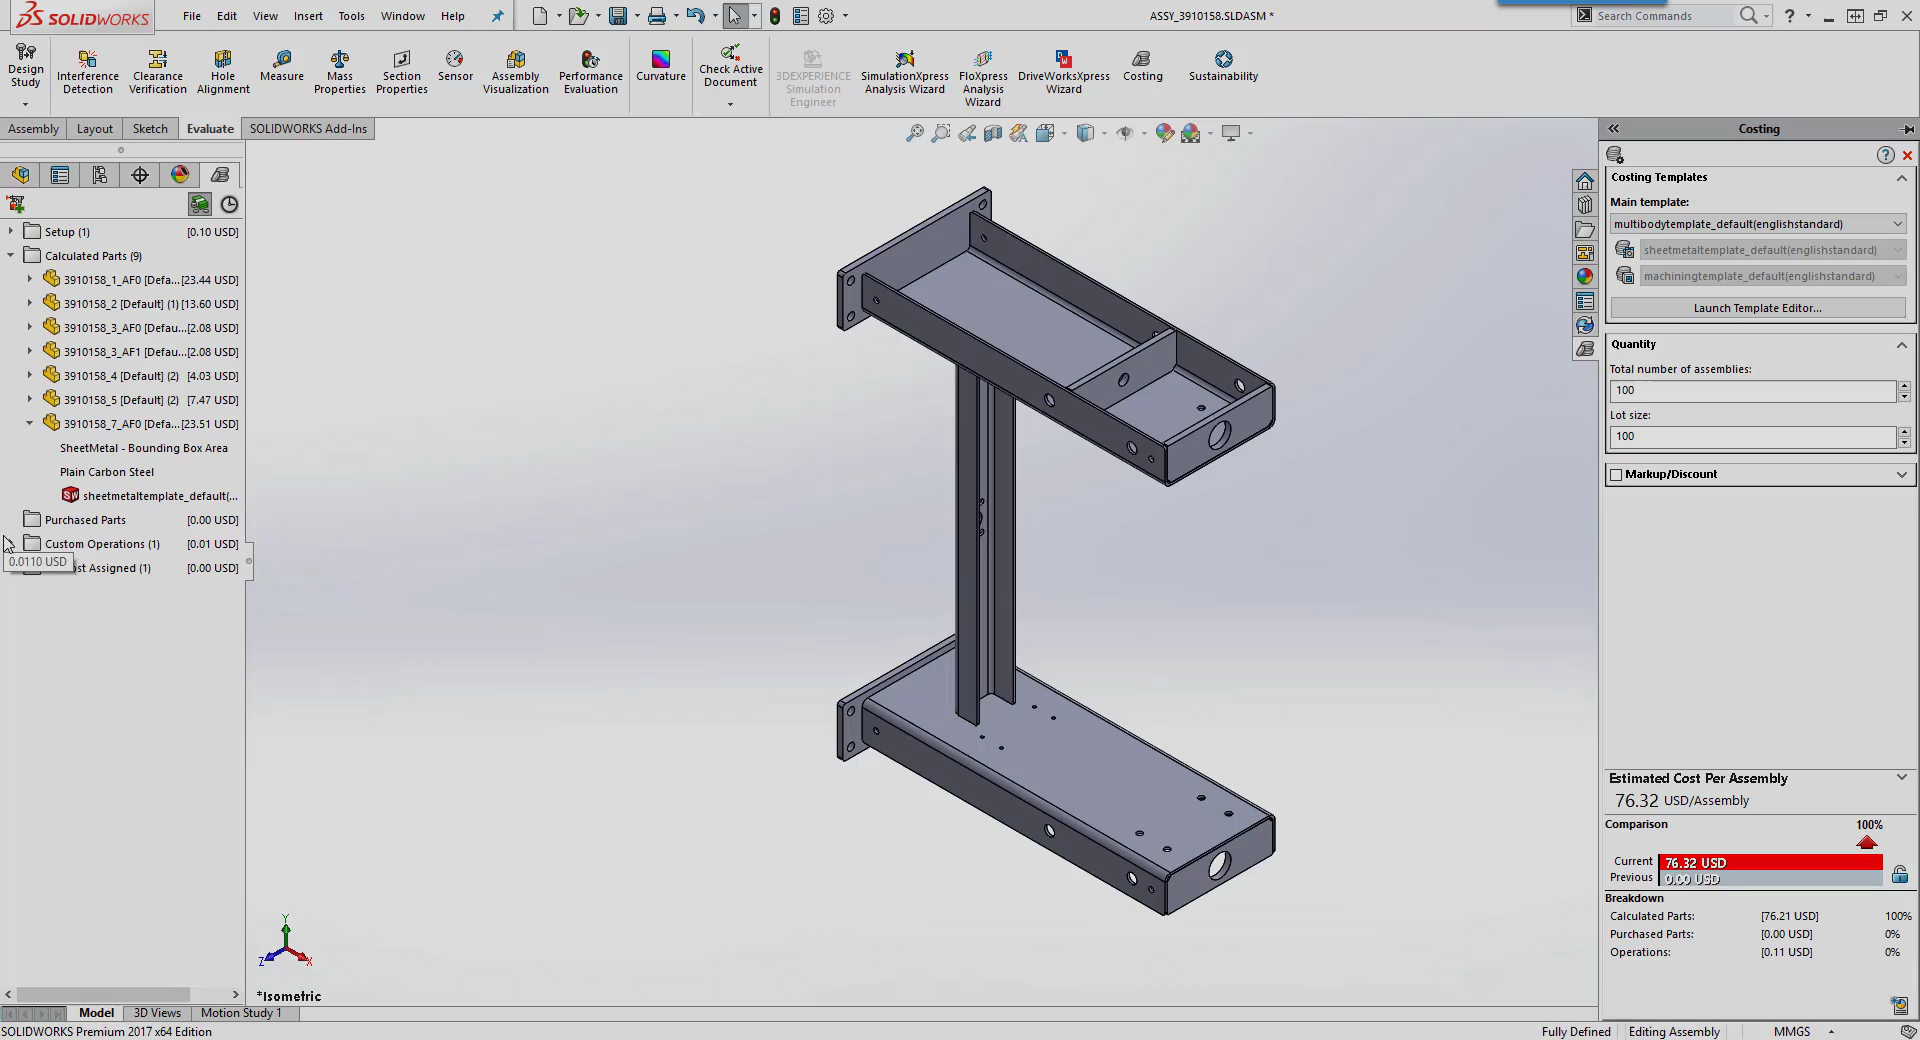 SOLIDWORKS
File Edit View Insert Tools Window Help
ASSY_3910158.SLDASM *
Search Commands
Design Study
Interference Detection
Clearance Verification
Hole Alignment
Measure
Mass Properties
Section Properties
Sensor
Assembly Visualization
Performance Evaluation
Curvature
Check Active Document
3DEXPERIENCE Simulation Engineer
SimulationXpress Analysis Wizard
FloXpress Analysis Wizard
DriveWorksXpress Wizard
Costing
Sustainability
Assembly Layout Sketch Evaluate SOLIDWORKS Add-Ins
Setup (1) [0.10 USD]
Calculated Parts (9)
3910158_1_AF0 [Defa...[23.44 USD]
3910158_2 [Default] (1)[13.60 USD]
3910158_3_AF0 [Defau...[2.08 USD]
3910158_3_AF1 [Defau...[2.08 USD]
3910158_4 [Default] (2) [4.03 USD]
3910158_5 [Default] (2) [7.47 USD]
3910158_7_AF0 [Defa...[23.51 USD]
SheetMetal - Bounding Box Area
Plain Carbon Steel
SW sheetmetaltemplate_default(...
Purchased Parts [0.00 USD]
Custom Operations (1) [0.01 USD]
0.0110 USD
ost Assigned (1) [0.00 USD]
Y
Z
X
*Isometric
Model 3D Views Motion Study 1
SOLIDWORKS Premium 2017 x64 Edition
Costing
Costing Templates
Main template:
multibodytemplate_default(englishstandard)
sheetmetaltemplate_default(englishstandard)
machiningtemplate_default(englishstandard)
Launch Template Editor...
Quantity
Total number of assemblies:
100
Lot size:
100
Markup/Discount
Estimated Cost Per Assembly
76.32 USD/Assembly
Comparison 100%
Current 76.32 USD
Previous 0.00 USD
Breakdown
Calculated Parts: [76.21 USD] 100%
Purchased Parts: [0.00 USD] 0%
Operations: [0.11 USD] 0%
Fully Defined Editing Assembly MMGS